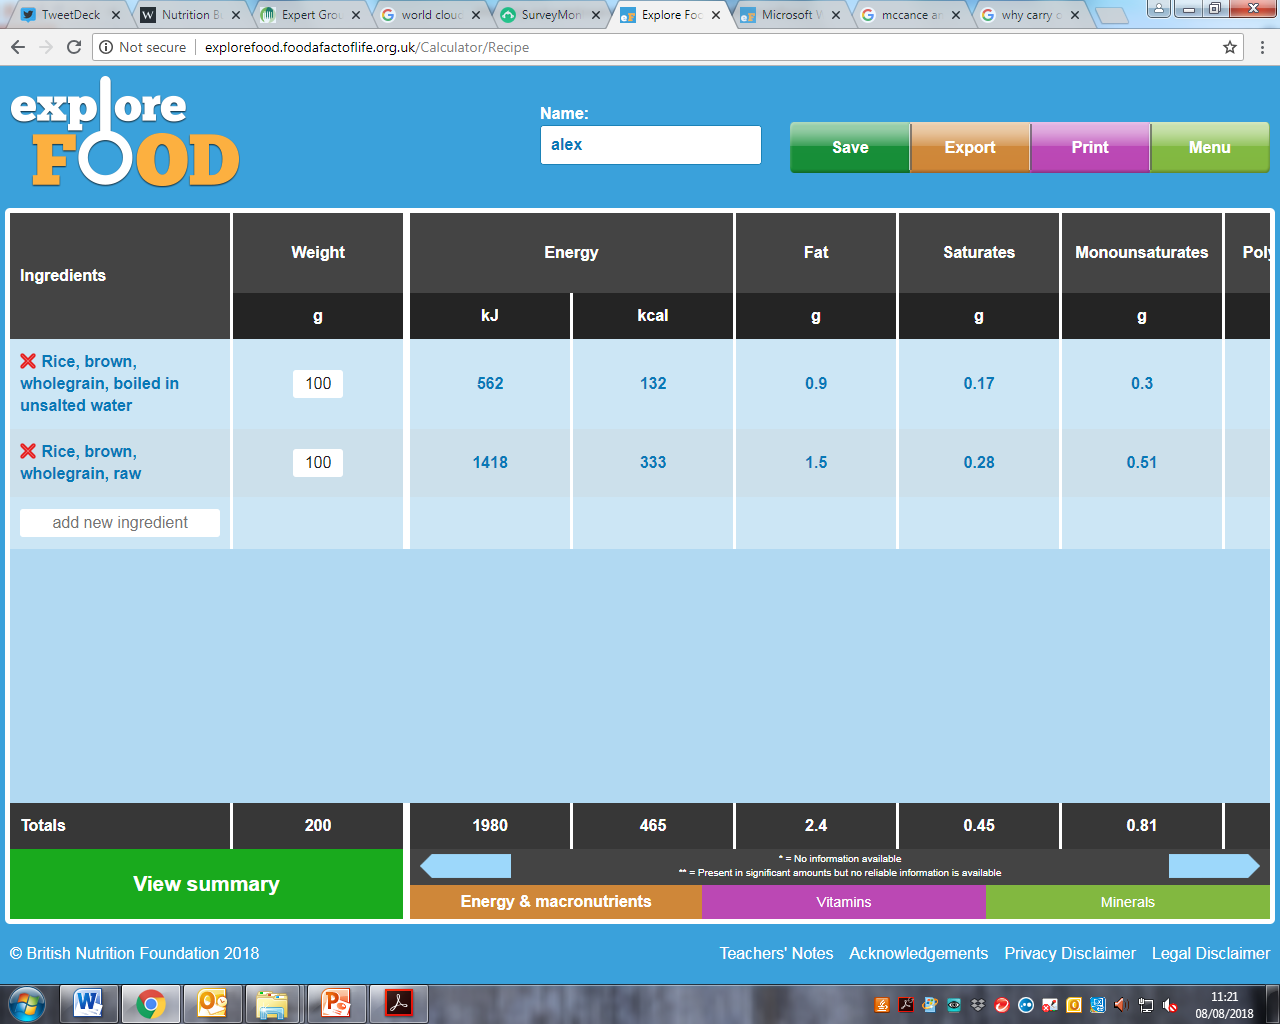 TweetDeck
Nutrition B
Expert Grou
world cloud
SurveyMon
Explore Foo
Microsoft W
mccance an
why carry o
Not secure
explorefood.foodafactoflife.org.uk/Calculator/Recipe
explore
FOOD
Name:
alex
Save
Export
Print
Menu
Ingredients
Weight
Energy
Fat
Saturates
Monounsaturates
Poly
g
kJ
kcal
g
g
g
Rice, brown,
wholegrain, boiled in
unsalted water
100
562
132
0.9
0.17
0.3
Rice, brown,
wholegrain, raw
100
1418
333
1.5
0.28
0.51
add new ingredient
Totals
200
1980
465
2.4
0.45
0.81
View summary
* = No information available
** = Present in significant amounts but no reliable information is available
Energy & macronutrients
Vitamins
Minerals
© British Nutrition Foundation 2018
Teachers' Notes
Acknowledgements
Privacy Disclaimer
Legal Disclaimer
11:21
08/08/2018